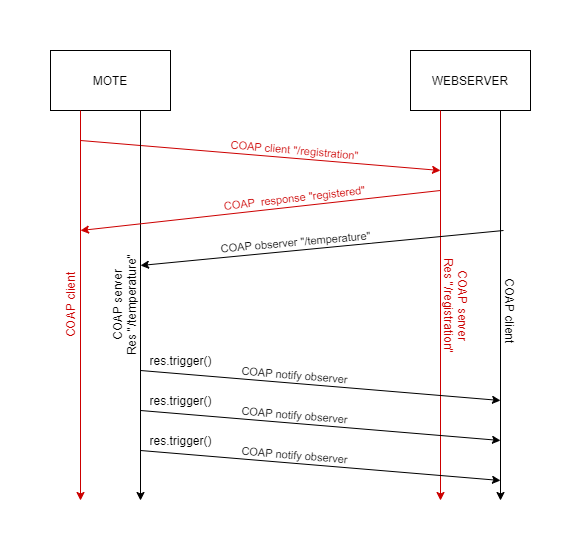 MOTE
WEBSERVER
COAP client "/registration"
COAP response "registered"
COAP observer "/temperature"
COAP client
COAP server
Res "/temperature"
COAP server
Res "/registration"
COAP client
res.trigger()
COAP notify observer
res.trigger()
COAP notify observer
res.trigger()
COAP notify observer